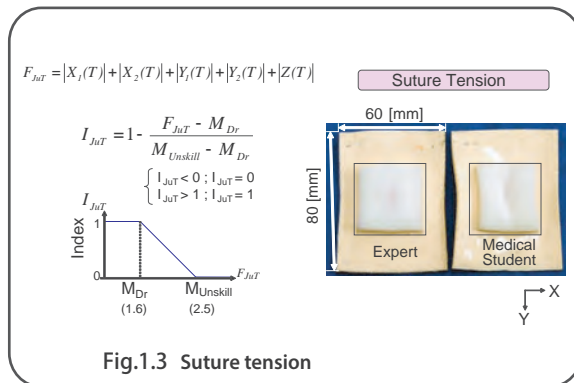 F_JuT = |X_1(T)|+|X_2(T)|+|Y_1(T)|+|Y_2(T)|+|Z(T)|
I_JuT = 1- (F_JuT - M_Dr) / (M_Unskill - M_Dr)
I_JuT < 0 ; I_JuT = 0
I_JuT > 1 ; I_JuT = 1
I_JuT
1
Index
0
F_JuT
M_Dr
M_Unskill
(1.6)
(2.5)
Suture Tension
60 [mm]
80 [mm]
Expert
Medical
Student
X
Y
Fig.1.3 Suture tension